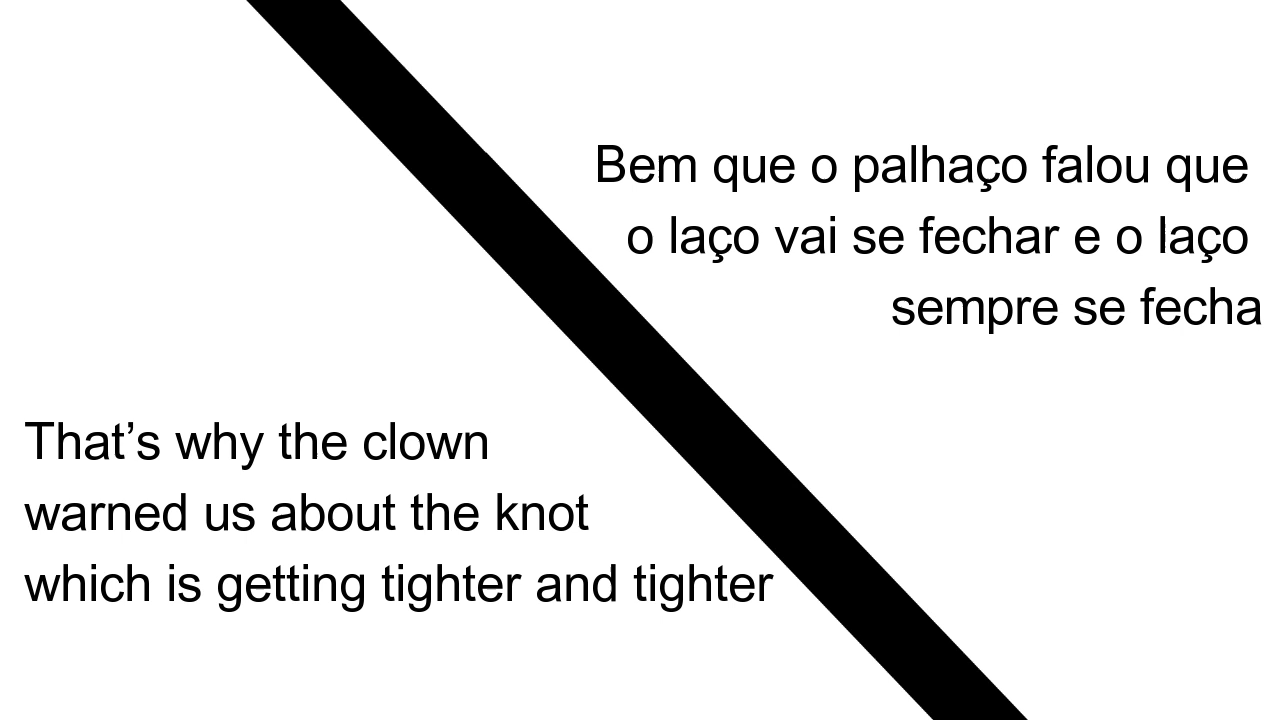 Bem que o palhaço falou que
o laço vai se fechar e o laço
sempre se fecha
That’s why the clown
warned us about the knot
which is getting tighter and tighter